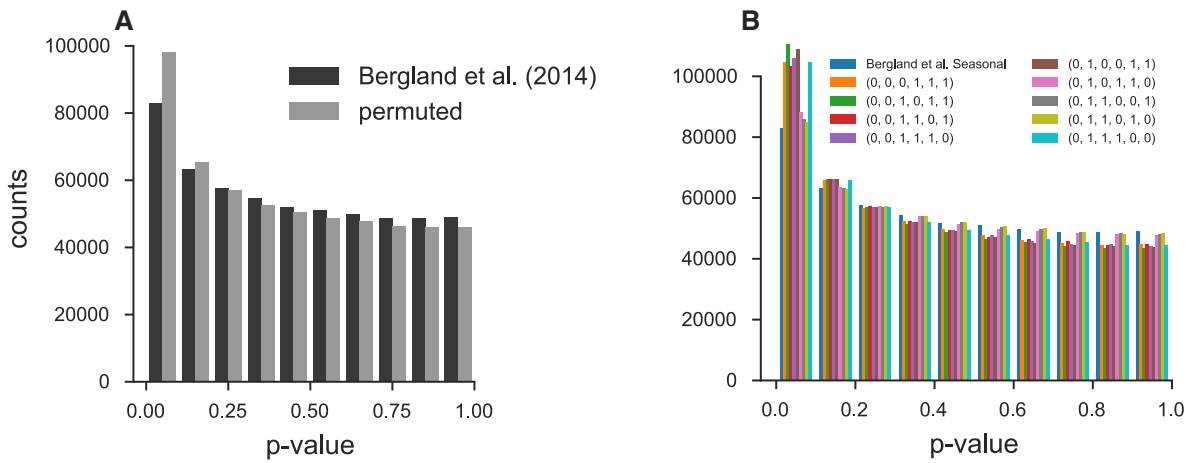 A
100000
80000
60000
40000
20000
0
counts
Bergland et al. (2014)
permuted
0.00
0.25
0.50
0.75
1.00
p-value
B
100000
80000
60000
40000
20000
0
Bergland et al. Seasonal
(0, 0, 0, 1, 1, 1)
(0, 0, 1, 0, 1, 1)
(0, 0, 1, 1, 0, 1)
(0, 0, 1, 1, 1, 0)
(0, 1, 0, 0, 1, 1)
(0, 1, 0, 1, 1, 0)
(0, 1, 1, 0, 0, 1)
(0, 1, 1, 0, 1, 0)
(0, 1, 1, 1, 0, 0)
0.0
0.2
0.4
0.6
0.8
1.0
p-value